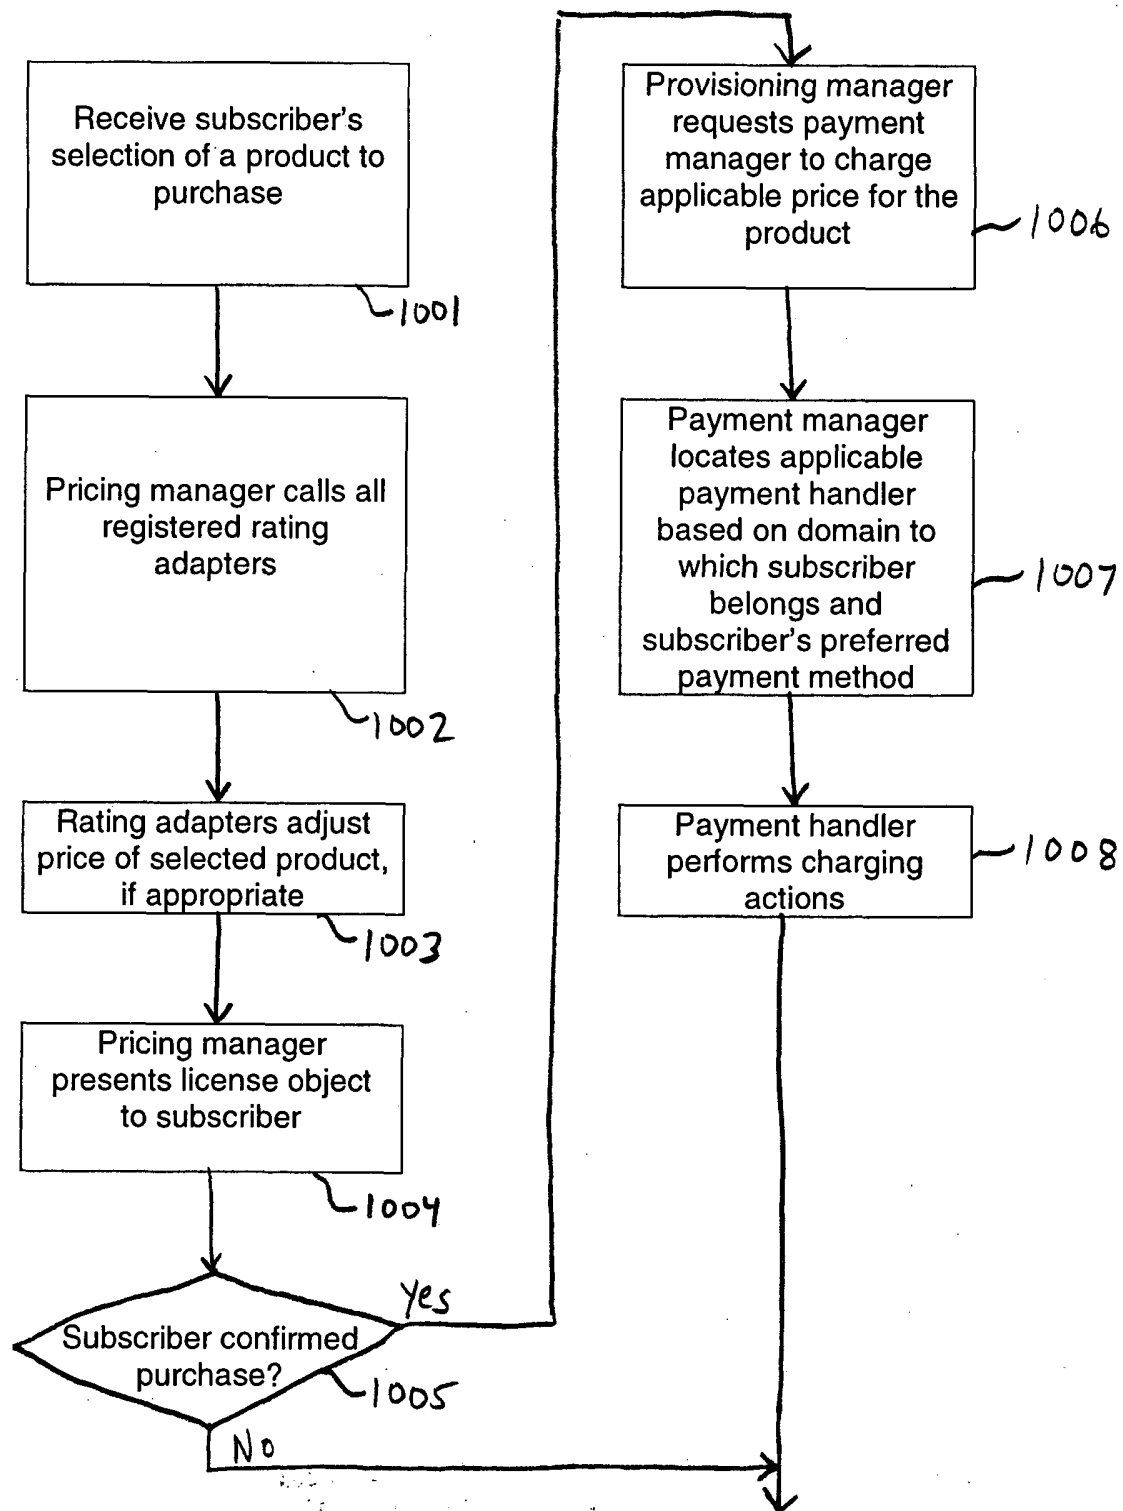 Receive subscriber's
selection of a product to
purchase
1001
Pricing manager calls all
registered rating
adapters
1002
Rating adapters adjust
price of selected product,
if appropriate
1003
Pricing manager
presents license object
to subscriber
1004
Subscriber confirmed
purchase?
1005
Yes
No
Provisioning manager
requests payment
manager to charge
applicable price for the
product
1006
Payment manager
locates applicable
payment handler
based on domain to
which subscriber
belongs and
subscriber's preferred
payment method
1007
Payment handler
performs charging
actions
1008